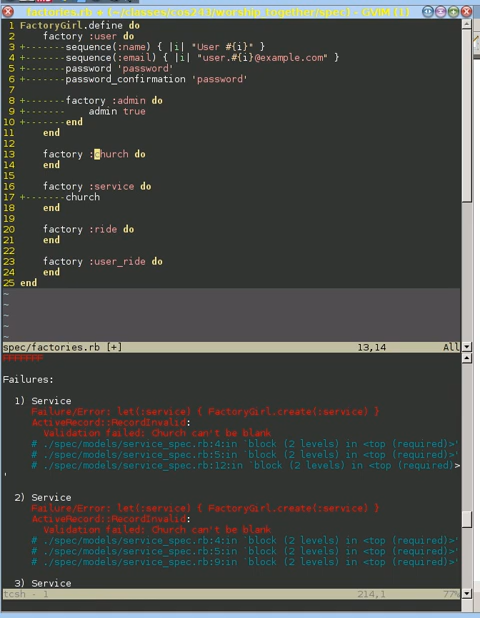 factories.rb + (~/classes/cos243/worship_together/spec) - GVIM (1)
1 FactoryGirl.define do
2     factory :user do
3 +-------sequence(:name) { |i| "User #{i}" }
4 +-------sequence(:email) { |i| "user.#{i}@example.com" }
5 +-------password 'password'
6 +-------password_confirmation 'password'
7
8 +-------factory :admin do
9 +-------    admin true
10 +-------end
11     end
12
13     factory :church do
14     end
15
16     factory :service do
17 +-------church
18     end
19
20     factory :ride do
21     end
22
23     factory :user_ride do
24     end
25 end
~
~
~
~
~
spec/factories.rb [+] 13,14 All
FFFFFFF
Failures:
1) Service
Failure/Error: let(:service) { FactoryGirl.create(:service) }
ActiveRecord::RecordInvalid:
Validation failed: Church can't be blank
# ./spec/models/service_spec.rb:4:in `block (2 levels) in <top (required)>'
# ./spec/models/service_spec.rb:5:in `block (2 levels) in <top (required)>'
# ./spec/models/service_spec.rb:12:in `block (2 levels) in <top (required)>
'
2) Service
Failure/Error: let(:service) { FactoryGirl.create(:service) }
ActiveRecord::RecordInvalid:
Validation failed: Church can't be blank
# ./spec/models/service_spec.rb:4:in `block (2 levels) in <top (required)>'
# ./spec/models/service_spec.rb:5:in `block (2 levels) in <top (required)>'
# ./spec/models/service_spec.rb:9:in `block (2 levels) in <top (required)>'
3) Service
tcsh - 1 214,1 77%